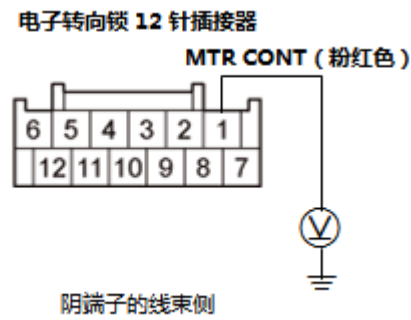 电子转向锁 12 针插接器
MTR CONT（粉红色）
6 5 4 3 2 1
12 11 10 9 8 7
V
阴端子的线束侧